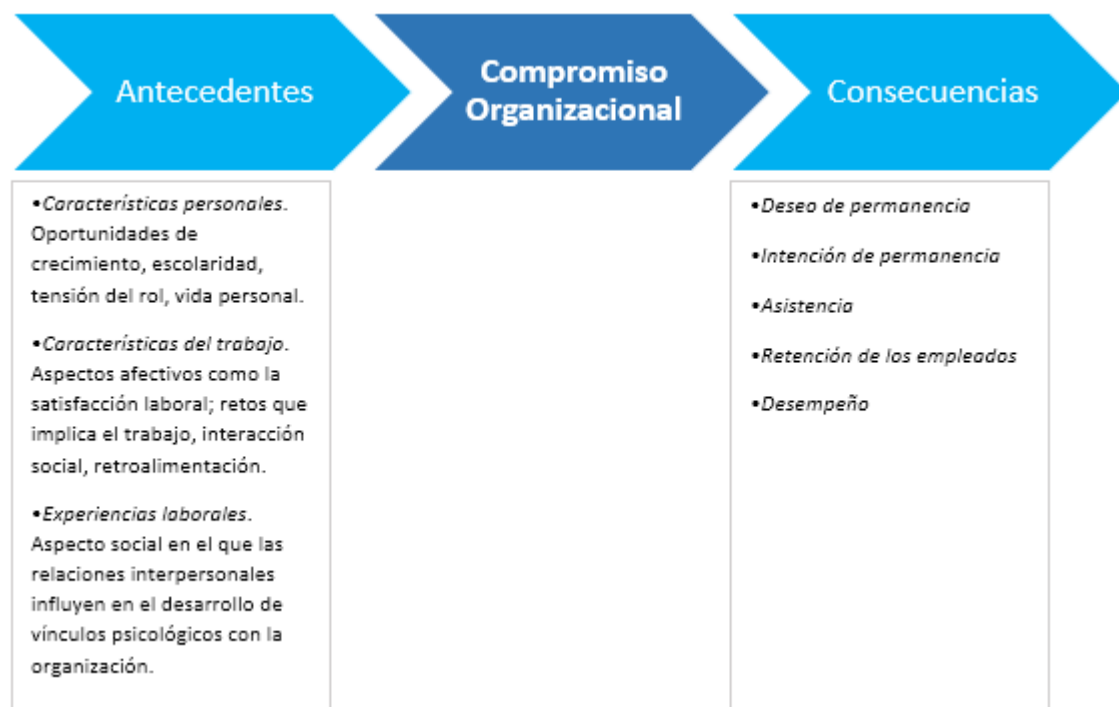 Antecedentes
Compromiso
Organizacional
Consecuencias
•Características personales.
Oportunidades de
crecimiento, escolaridad,
tensión del rol, vida personal.
•Características del trabajo.
Aspectos afectivos como la
satisfacción laboral; retos que
implica el trabajo, interacción
social, retroalimentación.
•Experiencias laborales.
Aspecto social en el que las
relaciones interpersonales
influyen en el desarrollo de
vínculos psicológicos con la
organización.
•Deseo de permanencia
•Intención de permanencia
•Asistencia
•Retención de los empleados
•Desempeño